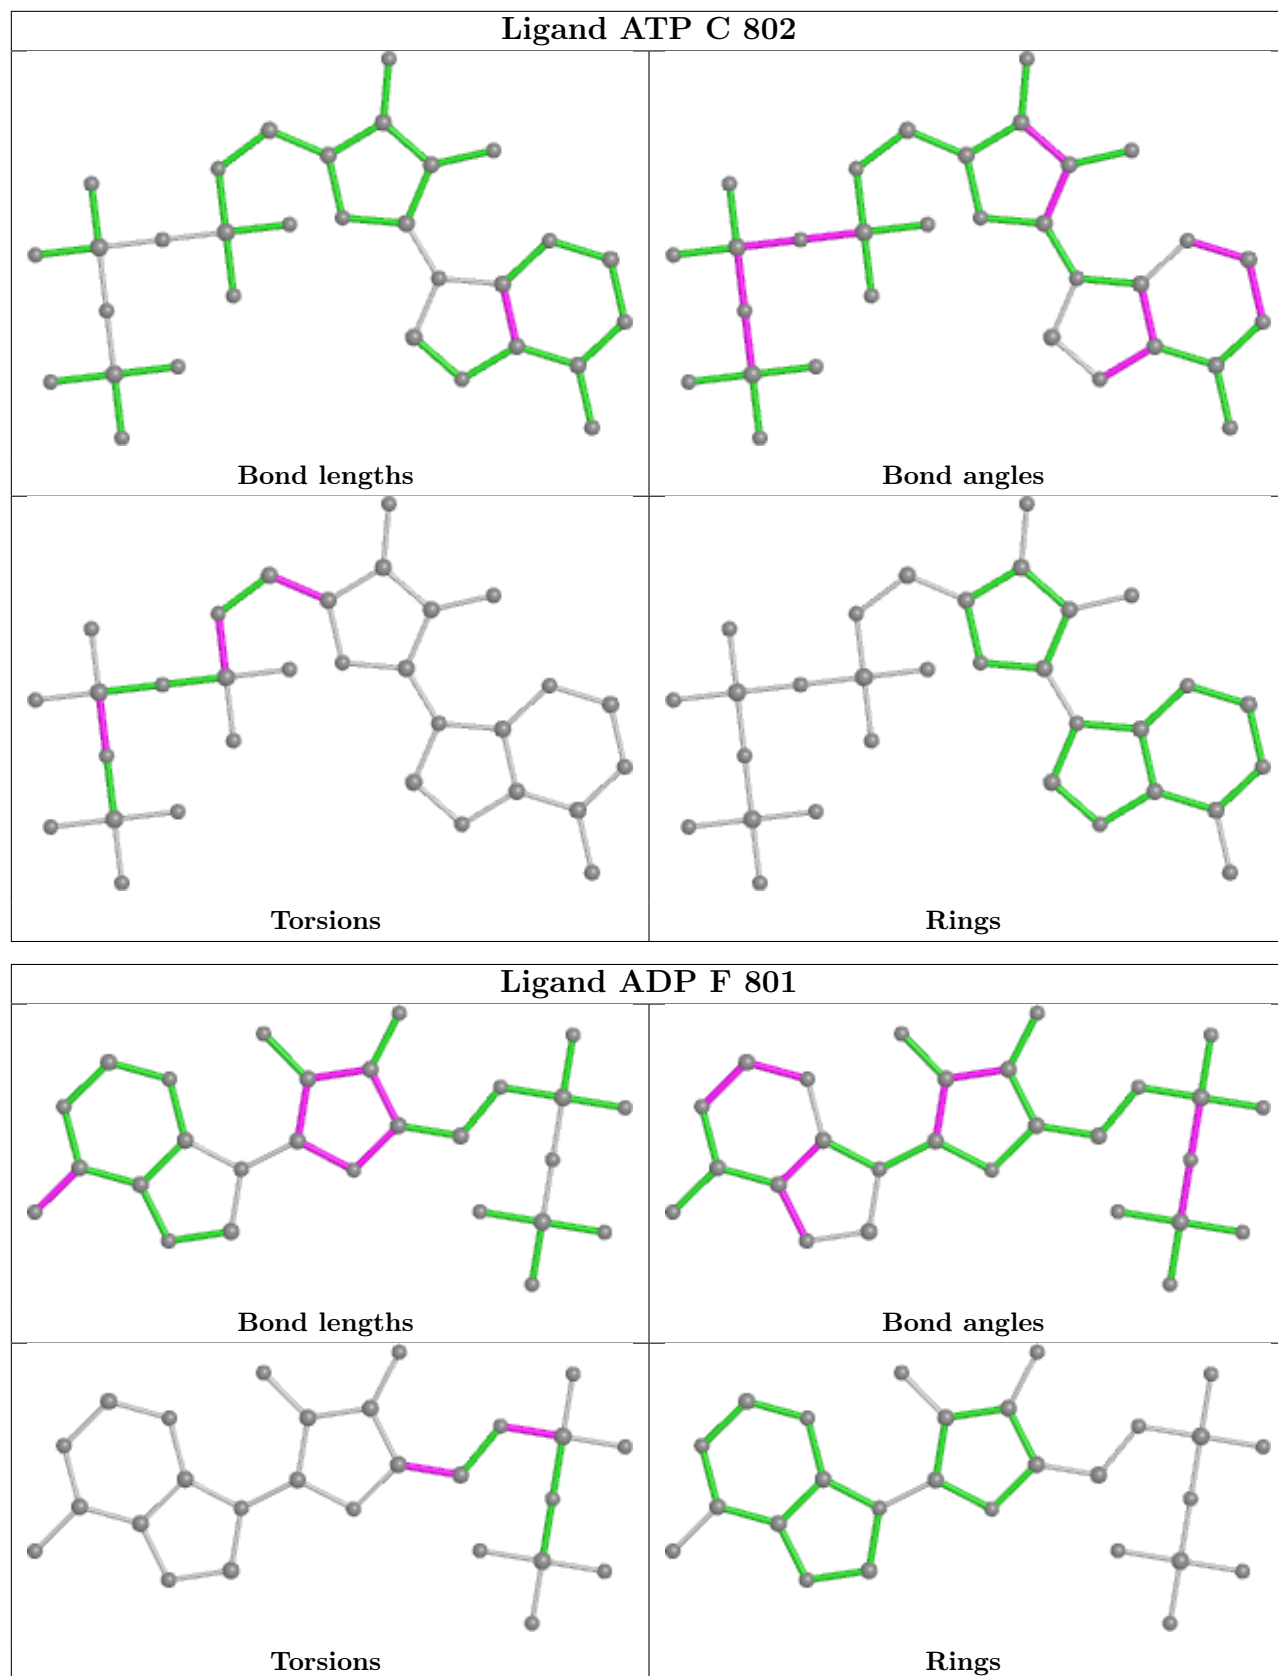 Ligand ATP C 802
Bond lengths
Bond angles
Torsions
Rings
Ligand ADP F 801
Bond lengths
Bond angles
Torsions
Rings